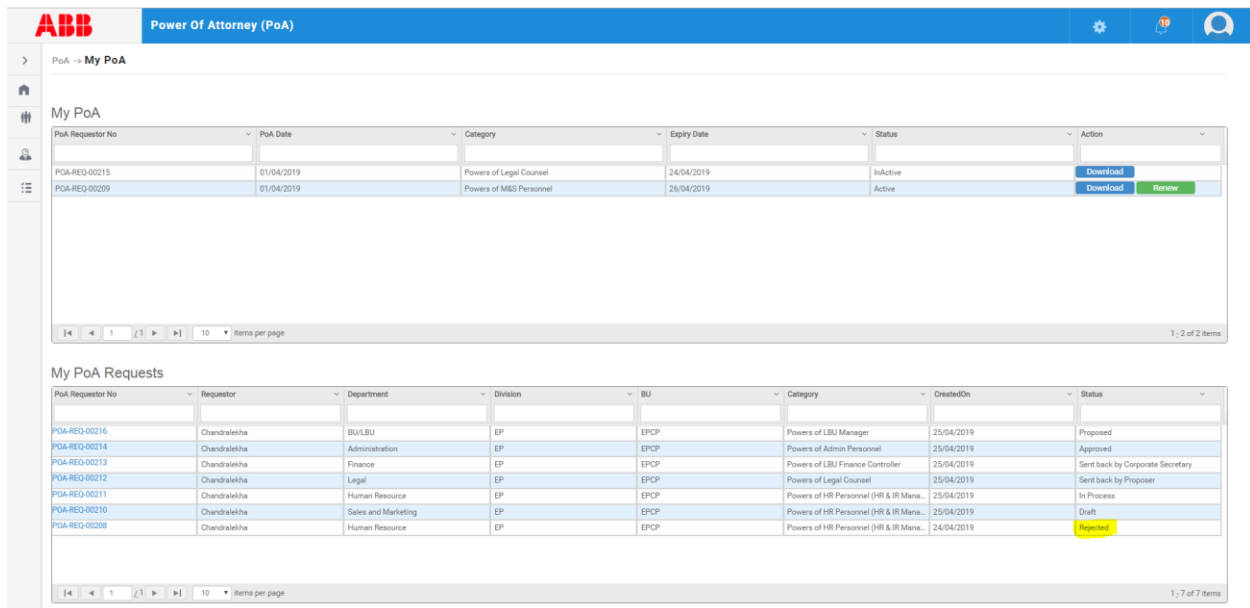 ABB Power Of Attorney (PoA) 10
PoA -> My PoA
My PoA
PoA Requestor No PoA Date Category Expiry Date Status Action
POA-REQ-00215 01/04/2019 Powers of Legal Counsel 24/04/2019 InActive Download
POA-REQ-00209 01/04/2019 Powers of M&S Personnel 26/04/2019 Active Download Renew
1 / 1 10 items per page 1 - 2 of 2 items
My PoA Requests
PoA Requestor No Requestor Department Division BU Category CreatedOn Status
POA-REQ-00216 Chandralekha BU/LBU EP EPCP Powers of LBU Manager 25/04/2019 Proposed
POA-REQ-00214 Chandralekha Administration EP EPCP Powers of Admin Personnel 25/04/2019 Approved
POA-REQ-00213 Chandralekha Finance EP EPCP Powers of LBU Finance Controller 25/04/2019 Sent back by Corporate Secretary
POA-REQ-00212 Chandralekha Legal EP EPCP Powers of Legal Counsel 25/04/2019 Sent back by Proposer
POA-REQ-00211 Chandralekha Human Resource EP EPCP Powers of HR Personnel (HR & IR Mana... 25/04/2019 In Process
POA-REQ-00210 Chandralekha Sales and Marketing EP EPCP Powers of HR Personnel (HR & IR Mana... 25/04/2019 Draft
POA-REQ-00208 Chandralekha Human Resource EP EPCP Powers of HR Personnel (HR & IR Mana... 24/04/2019 Rejected
1 / 1 10 items per page 1 - 7 of 7 items